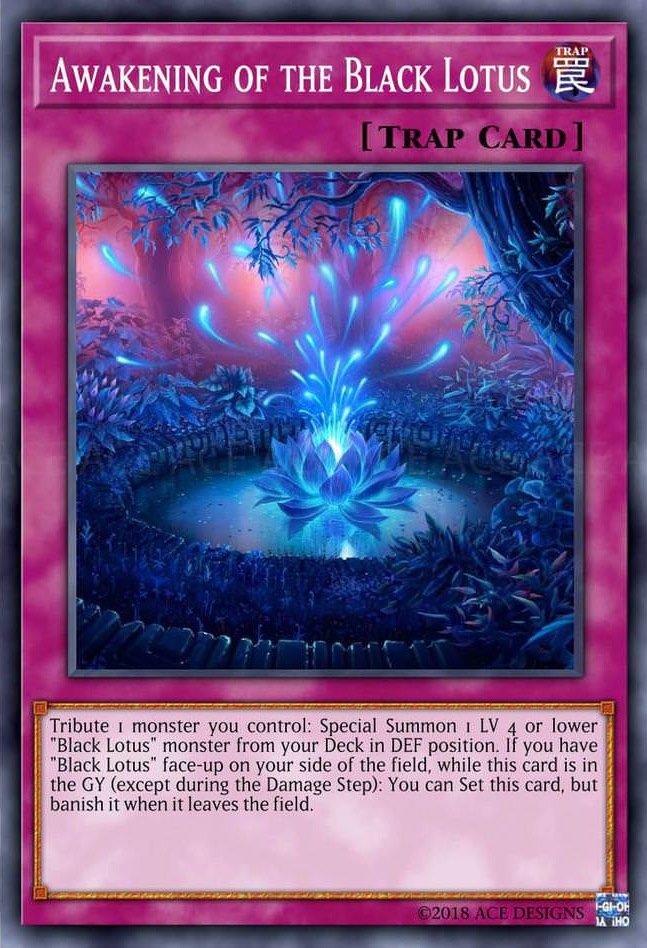 AWAKENING OF THE BLACK LOTUS
TRAP
罠
[TRAP CARD]
Tribute 1 monster you control: Special Summon 1 LV 4 or lower
"Black Lotus" monster from your Deck in DEF position. If you have
"Black Lotus" face-up on your side of the field, while this card is in
the GY (except during the Damage Step): You can Set this card, but
banish it when it leaves the field.
©2018 ACE DESIGNS